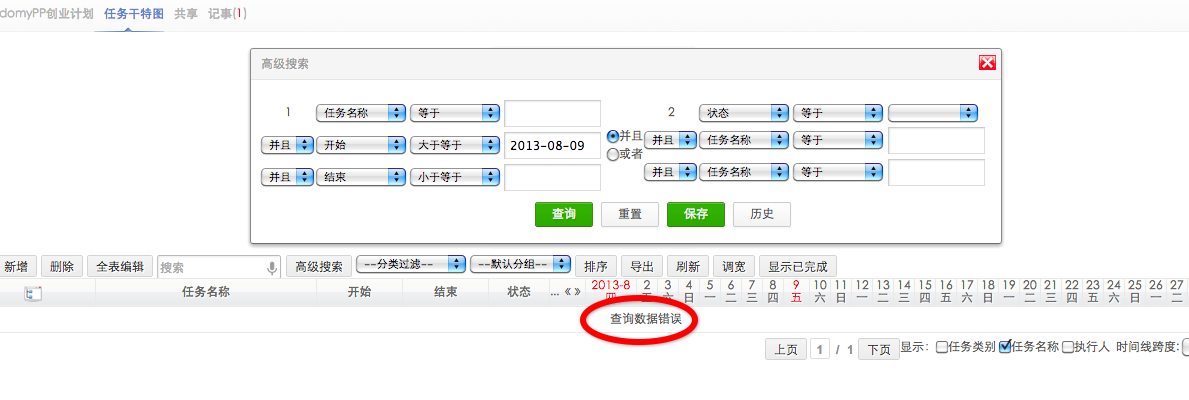 domyPP创业计划 任务干特图 共享 记事(1)
高级搜索
1 任务名称 等于 2 状态 等于
并且 开始 大于等于 2013-08-09 并且 或者 并且 任务名称 等于
并且 结束 小于等于 并且 任务名称 等于
查询 重置 保存 历史
新增 删除 全表编辑 搜索 高级搜索 --分类过滤-- --默认分组-- 排序 导出 刷新 调宽 显示已完成
任务名称 开始 结束 状态 ... « » 2013-8 2 3 4 5 6 7 8 9 10 11 12 13 14 15 16 17 18 19 20 21 22 23 24 25 26 27
四 五 六 日 一 二 三 四 五 六 日 一 二 三 四 五 六 日 一 二 三 四 五 六 日 一 二
查询数据错误
上页 1 / 1 下页 显示: 任务类别 任务名称 执行人 时间线跨度: